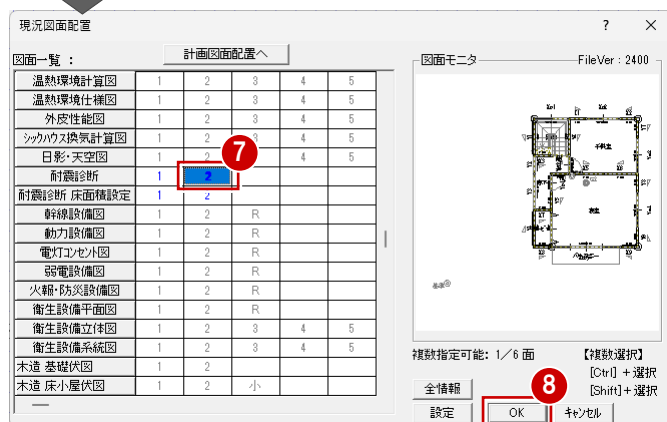 現況図面配置 ? ×
図面一覧 : 計画図面配置へ
温熱環境計算図 1 2 3 4 5
温熱環境仕様図 1 2 3 4 5
外皮性能図 1 2 3 4 5
シックハウス換気計算図 1 2 3 4 5
日影・天空図 1 2 4 5
耐震診断 1 2
耐震診断 床面積設定 1 2
幹線設備図 1 2 R
動力設備図 1 2 R
電灯コンセント図 1 2 R
弱電設備図 1 2 R
火報・防災設備図 1 2 R
衛生設備平面図 1 2 R
衛生設備立体図 1 2 3 4 5
衛生設備系統図 1 2 3 4 5
木造 基礎伏図 1 2
木造 床小屋伏図 1 2 小
7
図面モニタ FileVer : 2400
複数指定可能: 1/6 面 【複数選択】
[Ctrl] + 選択
全情報 [Shift] + 選択
8
設定 OK キャンセル